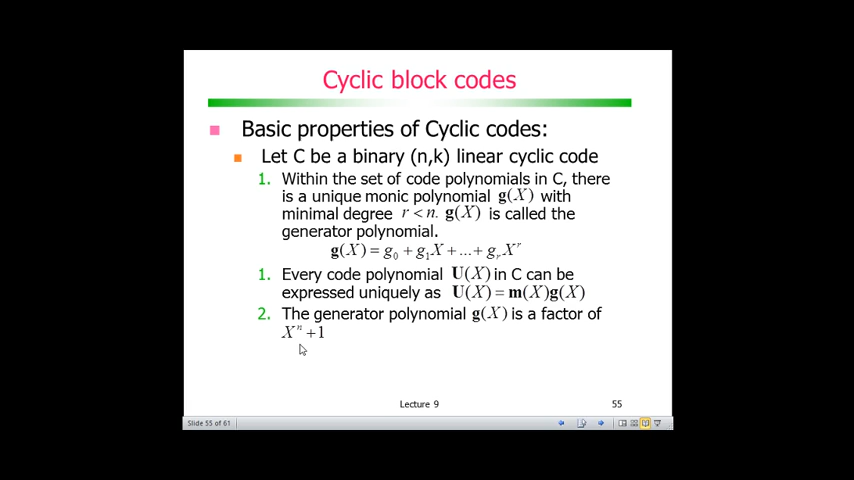 Cyclic block codes
Basic properties of Cyclic codes:
Let C be a binary (n,k) linear cyclic code
1. Within the set of code polynomials in C, there
is a unique monic polynomial g(X) with
minimal degree r < n. g(X) is called the
generator polynomial.
g(X) = g₀ + g₁X + ... + gᵣXʳ
1. Every code polynomial U(X) in C can be
expressed uniquely as U(X) = m(X)g(X)
2. The generator polynomial g(X) is a factor of
Xⁿ + 1
Lecture 9 55
Slide 55 of 61